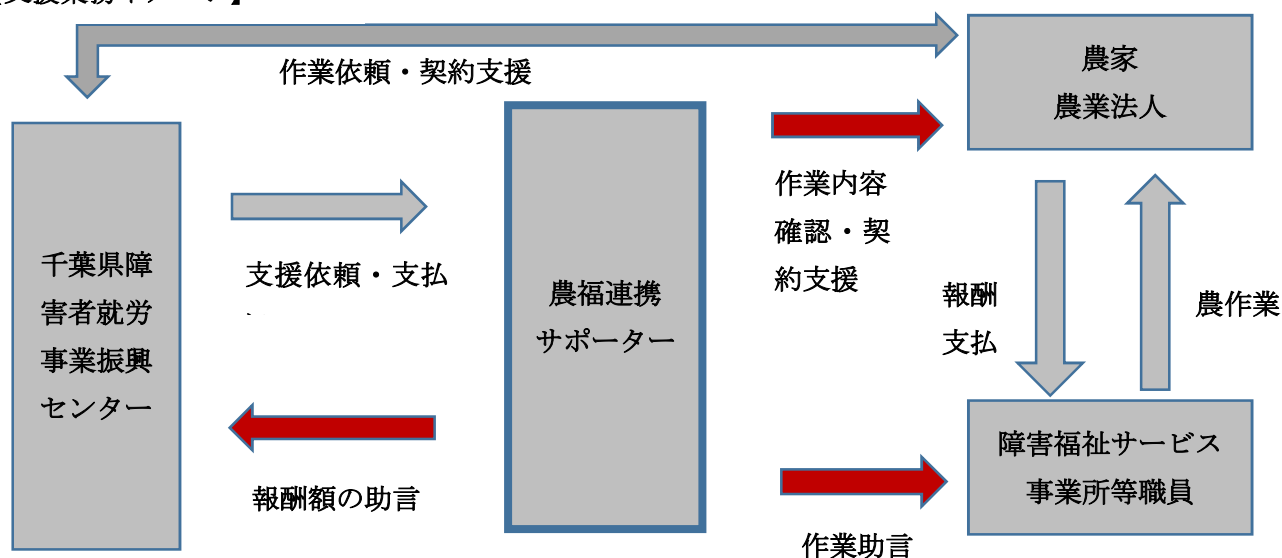 作業依頼・契約支援
農家
農業法人
千葉県障
害者就労
事業振興
センター
支援依頼・支払
報酬額の助言
農福連携
サポーター
作業内容
確認・契
約支援
作業助言
報酬
支払
農作業
障害福祉サービス
事業所等職員